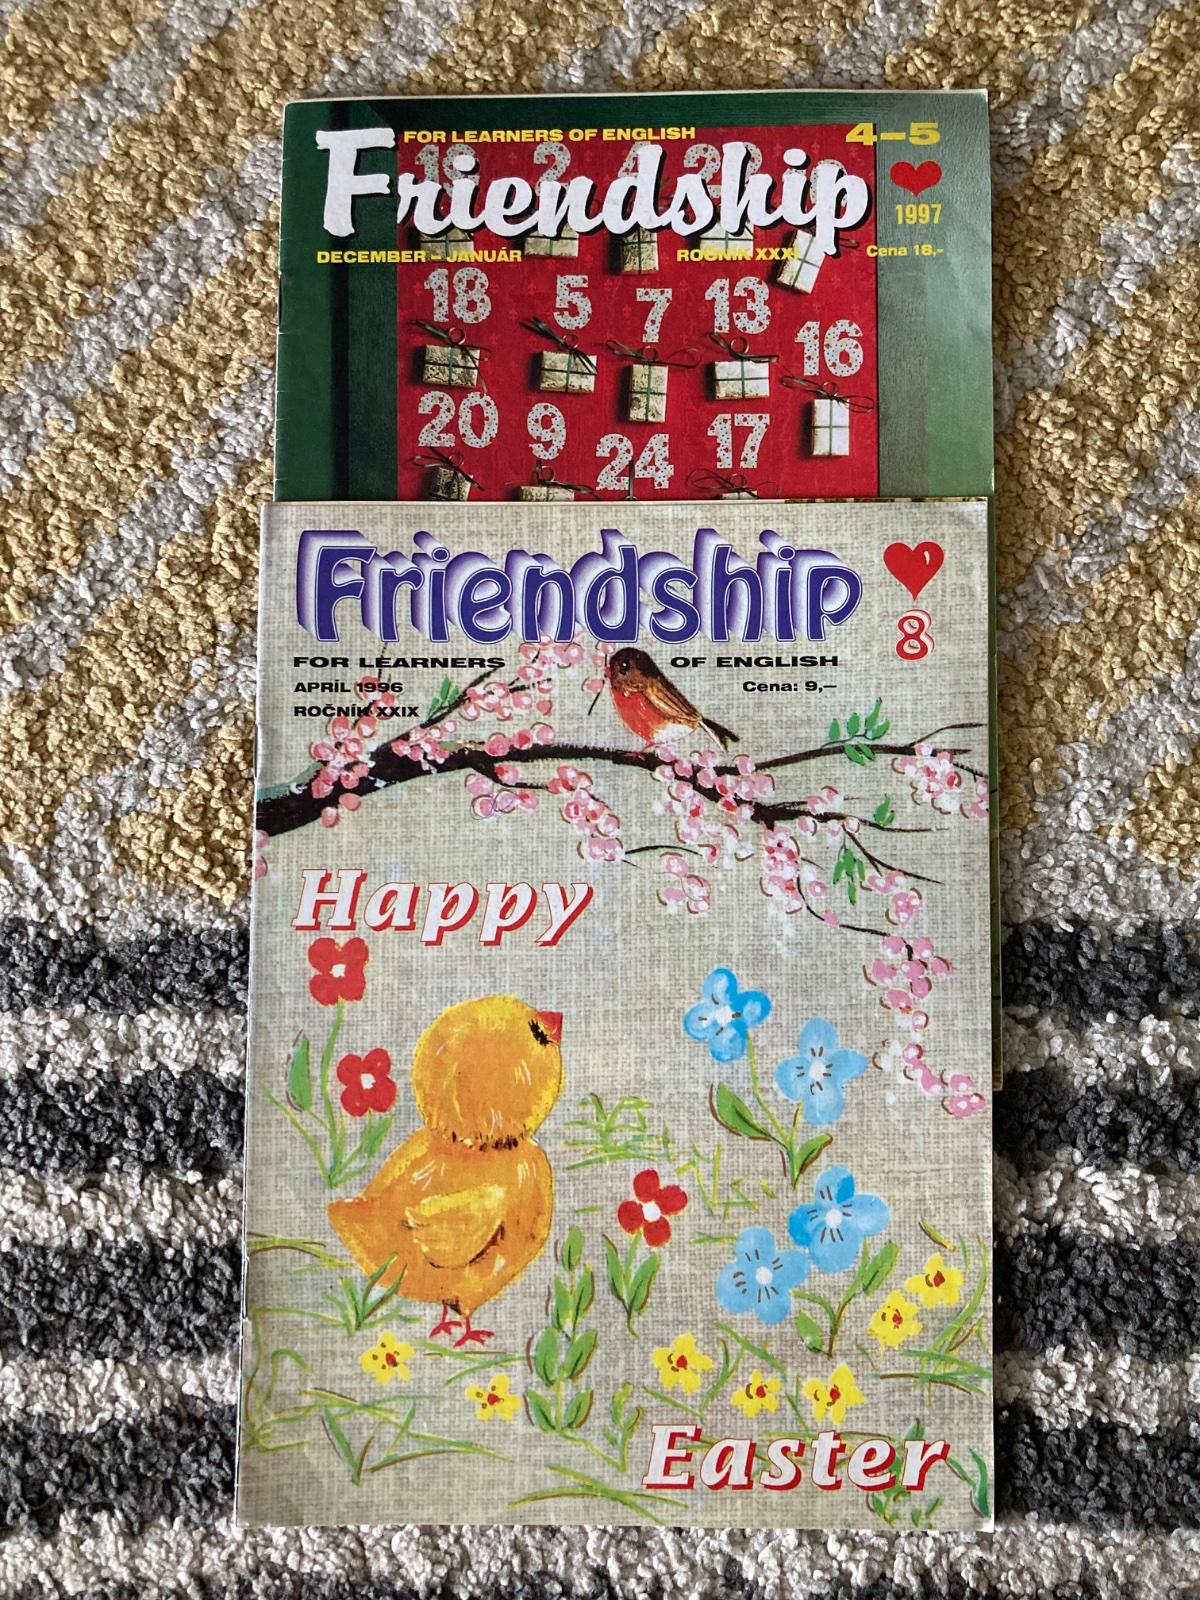 FOR LEARNERS OF ENGLISH
4–5
Friendship
1997
DECEMBER – JANUÁR
ROČNÍK XXXI
Cena 18,-
2
18
5
7
13
16
20
9
24
17
Friendship
8
FOR LEARNERS OF ENGLISH
APRÍL 1996
Cena: 9,—
ROČNÍK XXIX
Happy
Easter